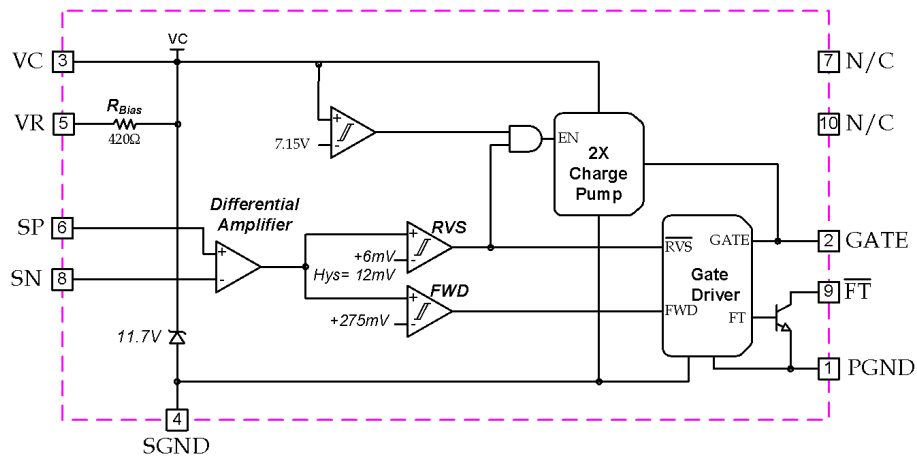 VC
VC
3
7
N/C
VR
5
R_Bias
420Ω
7.15V
EN
2X
Charge
Pump
10
N/C
Differential
Amplifier
SP
6
+
-
SN
8
RVS
+6mV
Hys= 12mV
FWD
+275mV
R̅V̅S̅
GATE
Gate
Driver
FWD
FT
2
GATE
9
F̅T̅
1
PGND
11.7V
4
SGND